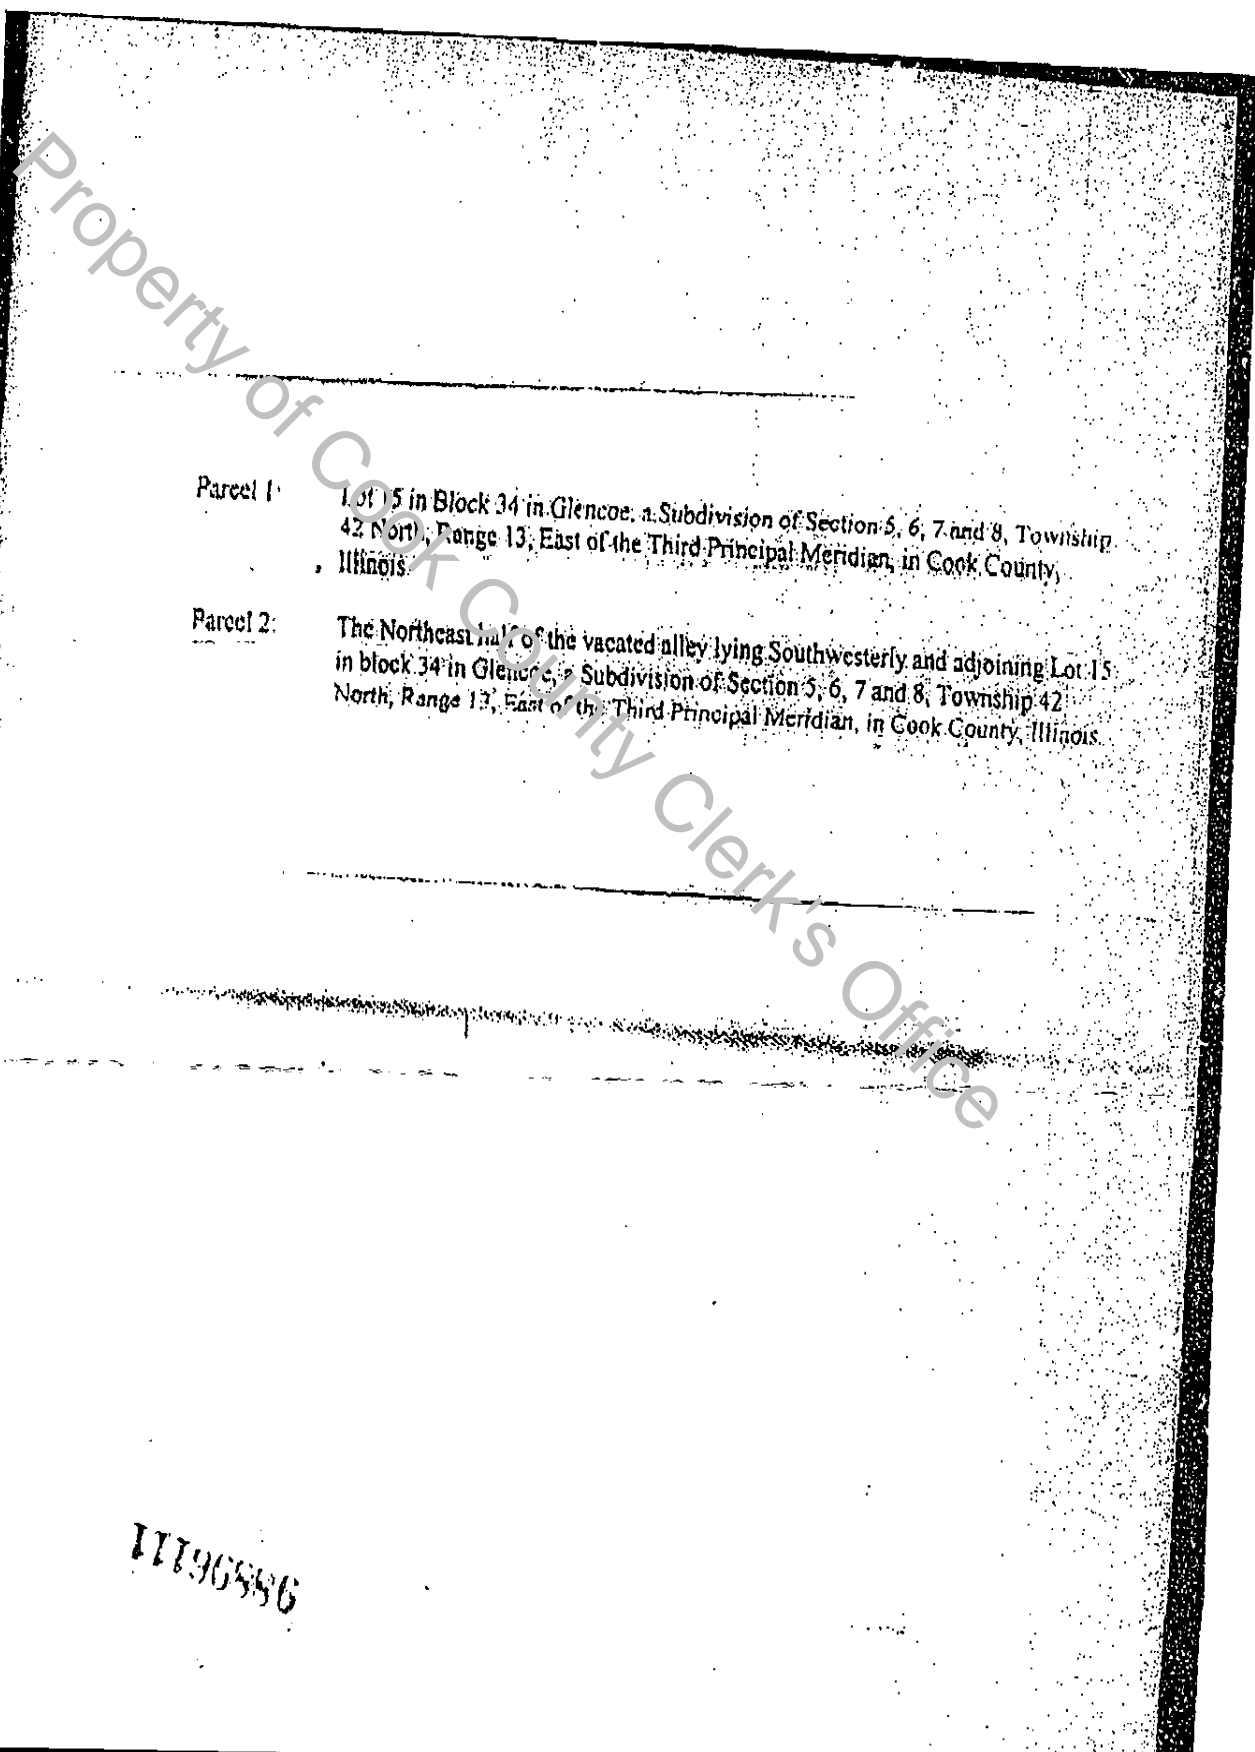 Property of Cook County Clerk's Office
Parcel 1:
Lot 15 in Block 34 in Glencoe, a Subdivision of Section 5, 6, 7 and 8, Township
42 North, Range 13, East of the Third Principal Meridian, in Cook County,
Illinois.
Parcel 2:
The Northeast half of the vacated alley lying Southwesterly and adjoining Lot 15
in block 34 in Glencoe, a Subdivision of Section 5, 6, 7 and 8, Township 42
North, Range 13, East of the Third Principal Meridian, in Cook County, Illinois.
98896111